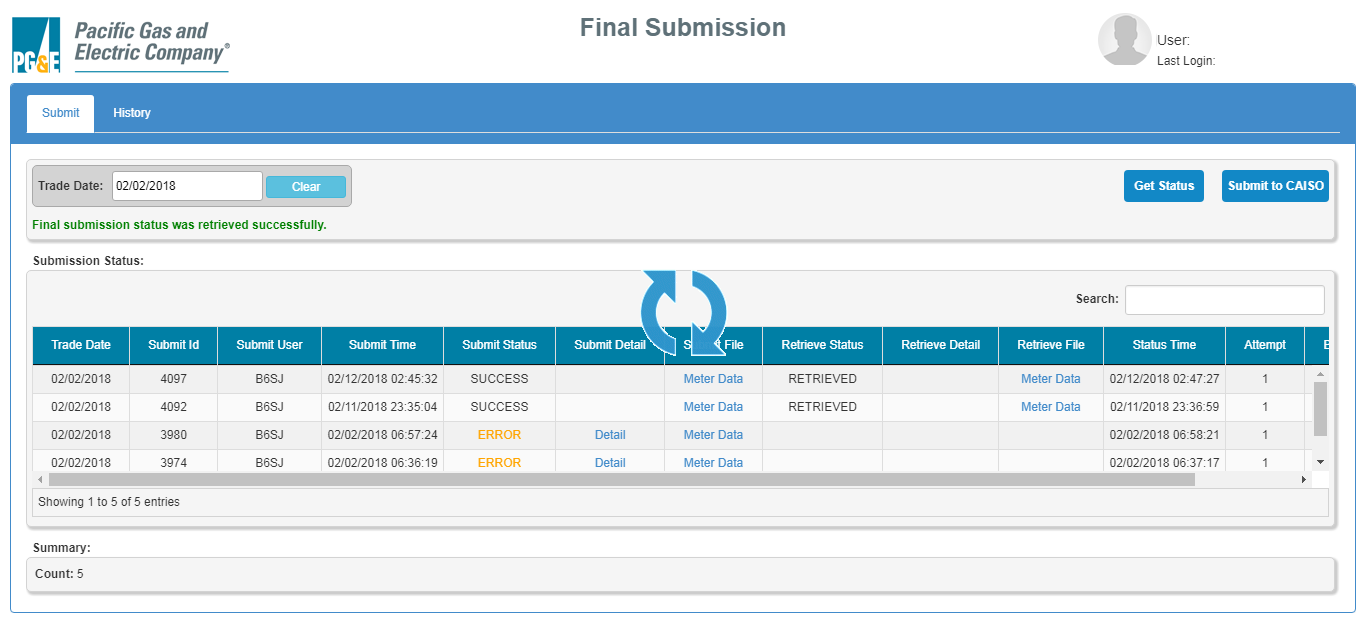 PG&E
Pacific Gas and
Electric Company®
Final Submission
User:
Last Login:
Submit History
Trade Date: 02/02/2018 Clear Get Status Submit to CAISO
Final submission status was retrieved successfully.
Submission Status:
Search:
Trade Date Submit Id Submit User Submit Time Submit Status Submit Detail File Retrieve Status Retrieve Detail Retrieve File Status Time Attempt
02/02/2018 4097 B6SJ 02/12/2018 02:45:32 SUCCESS Meter Data RETRIEVED Meter Data 02/12/2018 02:47:27 1
02/02/2018 4092 B6SJ 02/11/2018 23:35:04 SUCCESS Meter Data RETRIEVED Meter Data 02/11/2018 23:36:59 1
02/02/2018 3980 B6SJ 02/02/2018 06:57:24 ERROR Detail Meter Data 02/02/2018 06:58:21 1
02/02/2018 3974 B6SJ 02/02/2018 06:36:19 ERROR Detail Meter Data 02/02/2018 06:37:17 1
Showing 1 to 5 of 5 entries
Summary:
Count: 5